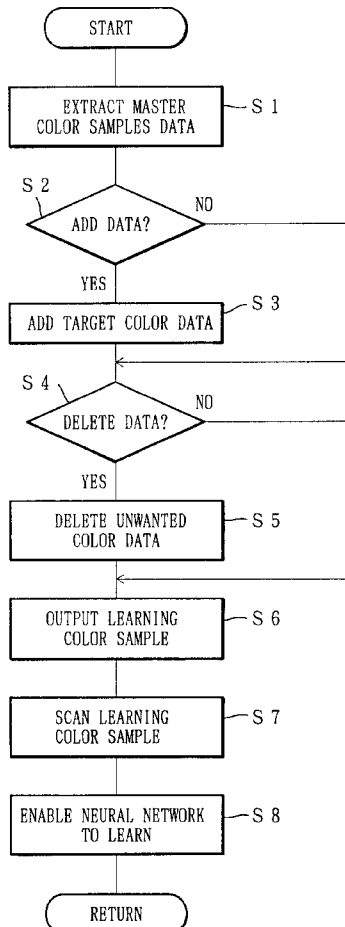 START
EXTRACT MASTER
COLOR SAMPLES DATA
S 1
S 2
ADD DATA?
NO
YES
ADD TARGET COLOR DATA
S 3
S 4
DELETE DATA?
NO
YES
DELETE UNWANTED
COLOR DATA
S 5
OUTPUT LEARNING
COLOR SAMPLE
S 6
SCAN LEARNING
COLOR SAMPLE
S 7
ENABLE NEURAL NETWORK
TO LEARN
S 8
RETURN